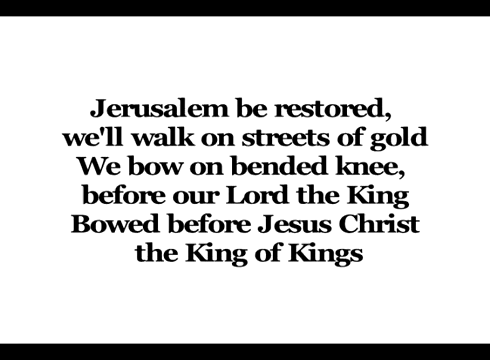 Jerusalem be restored,
we'll walk on streets of gold
We bow on bended knee,
before our Lord the King
Bowed before Jesus Christ
the King of Kings